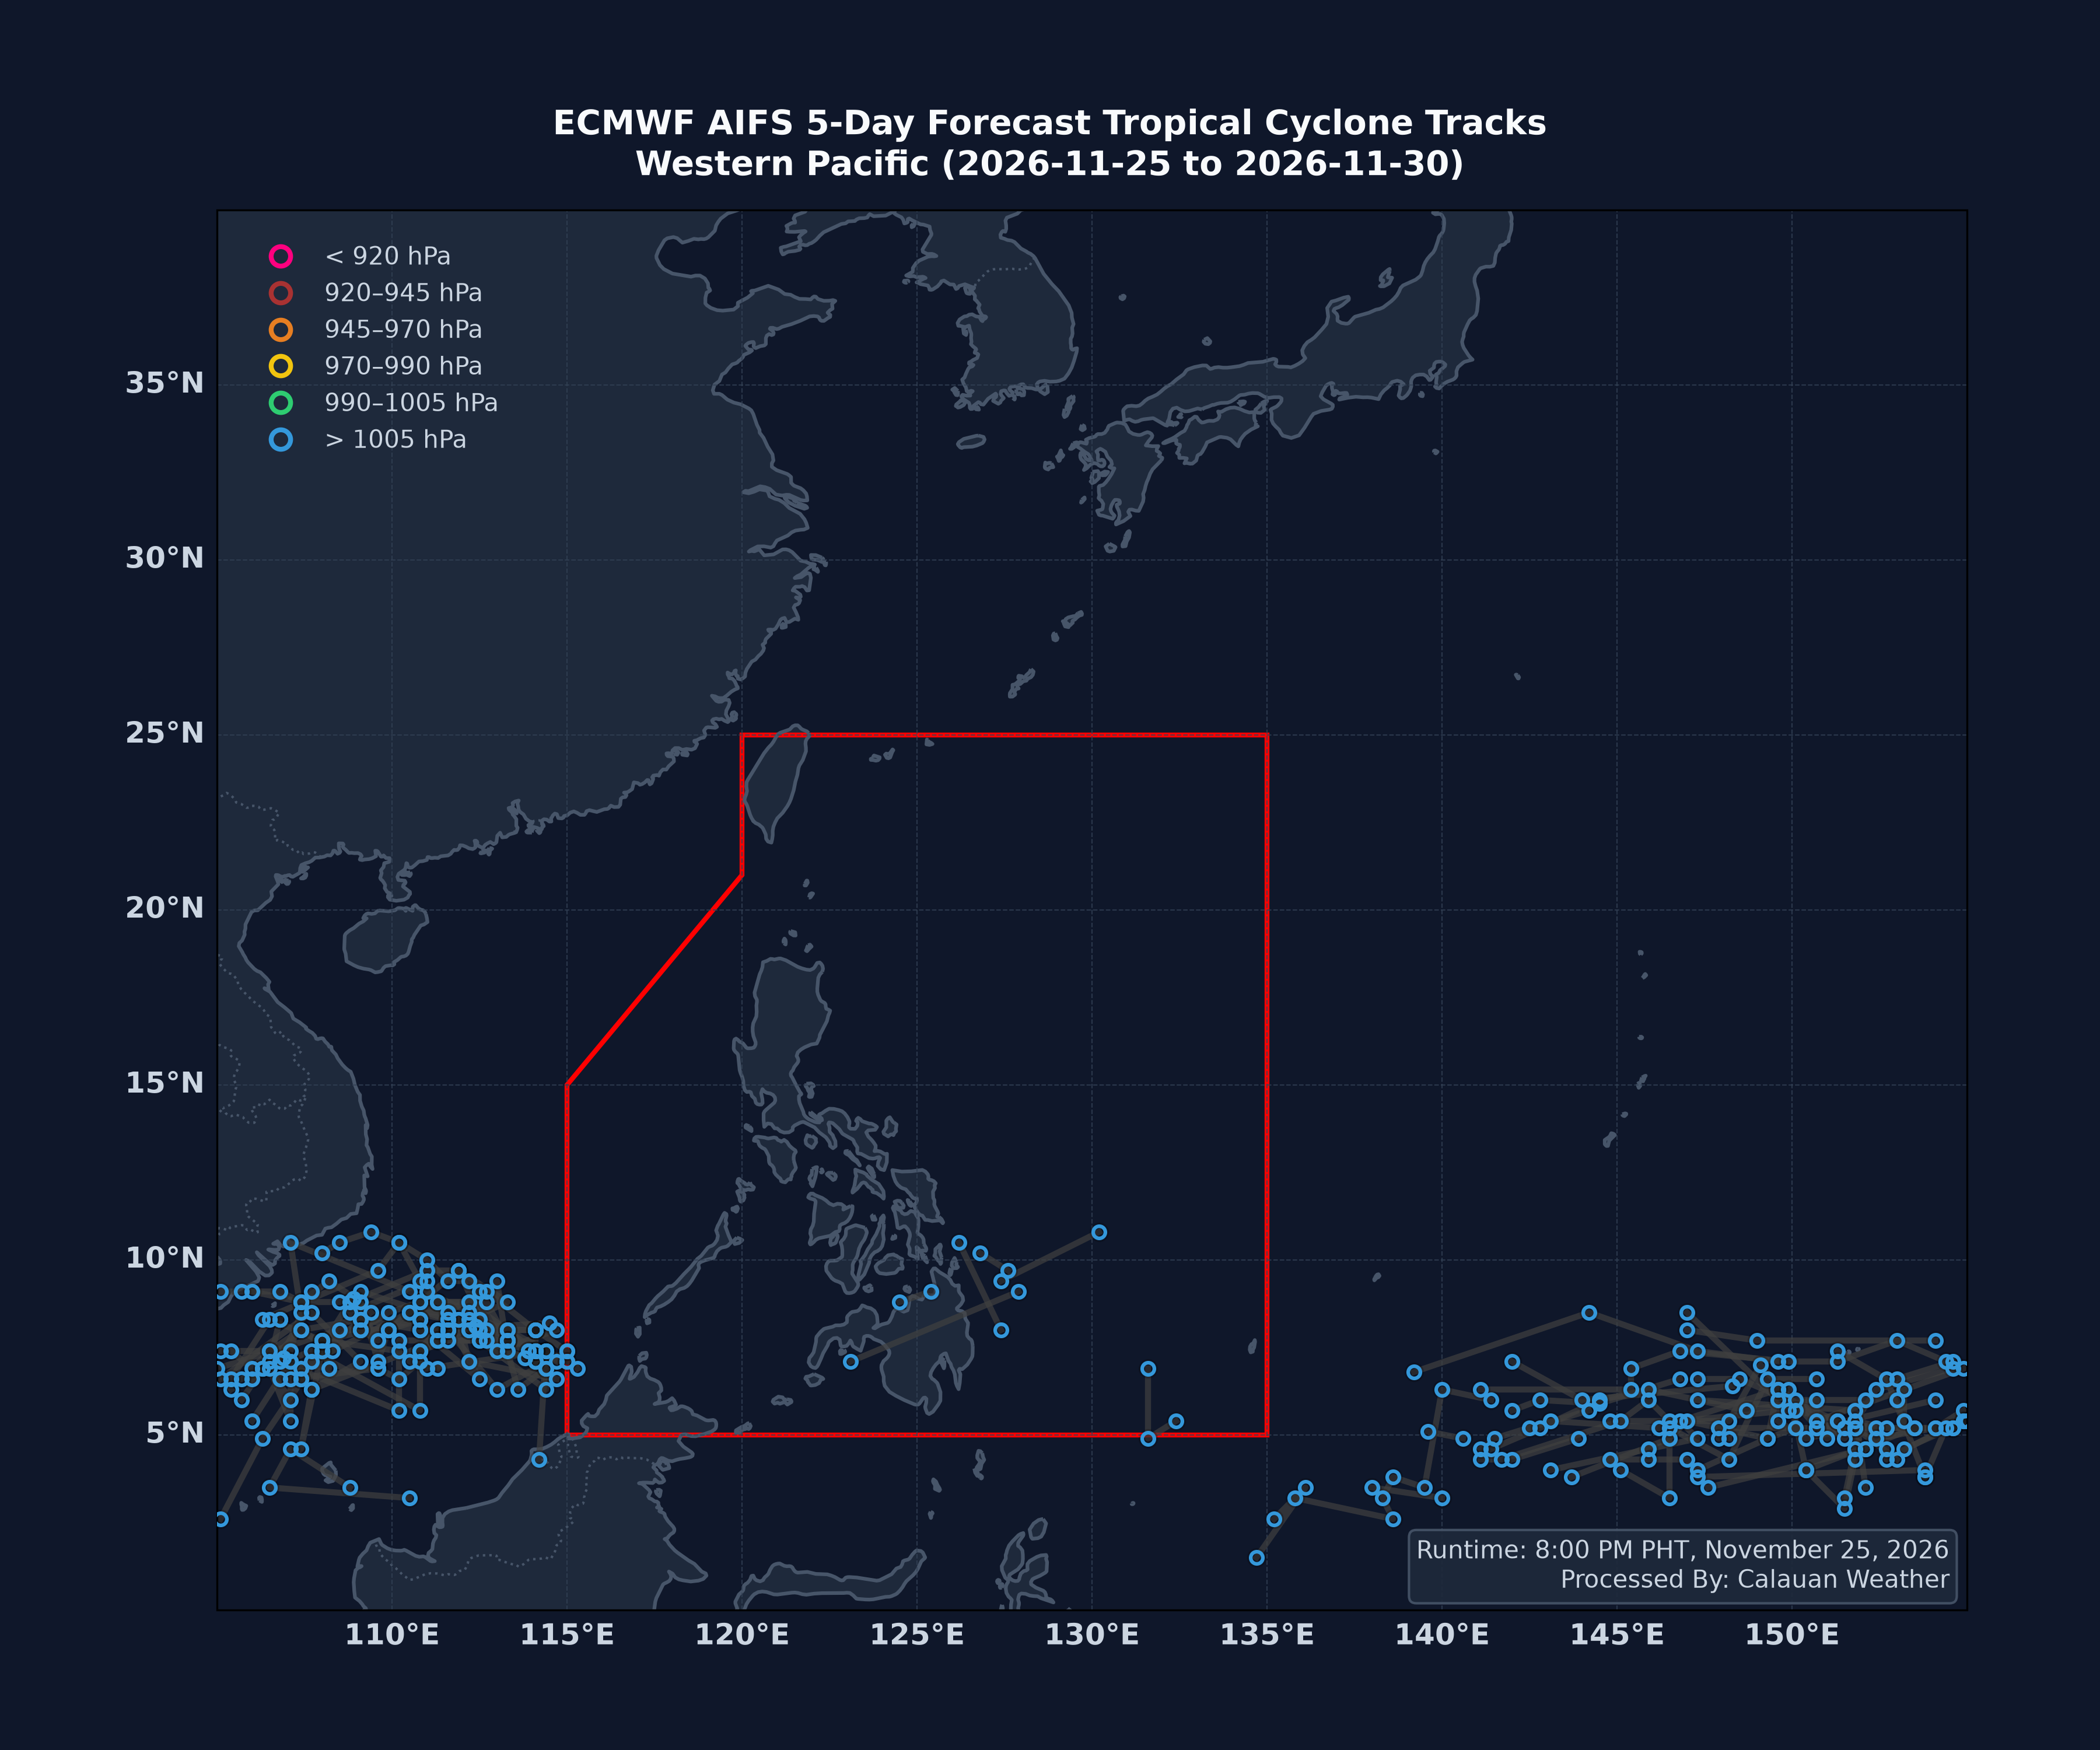 ECMWF AIFS 5-Day Forecast Tropical Cyclone Tracks
Western Pacific (2026-11-25 to 2026-11-30)
< 920 hPa
920–945 hPa
945–970 hPa
970–990 hPa
990–1005 hPa
> 1005 hPa
35°N
30°N
25°N
20°N
15°N
10°N
5°N
Runtime: 8:00 PM PHT, November 25, 2026
Processed By: Calauan Weather
110°E 115°E 120°E 125°E 130°E 135°E 140°E 145°E 150°E